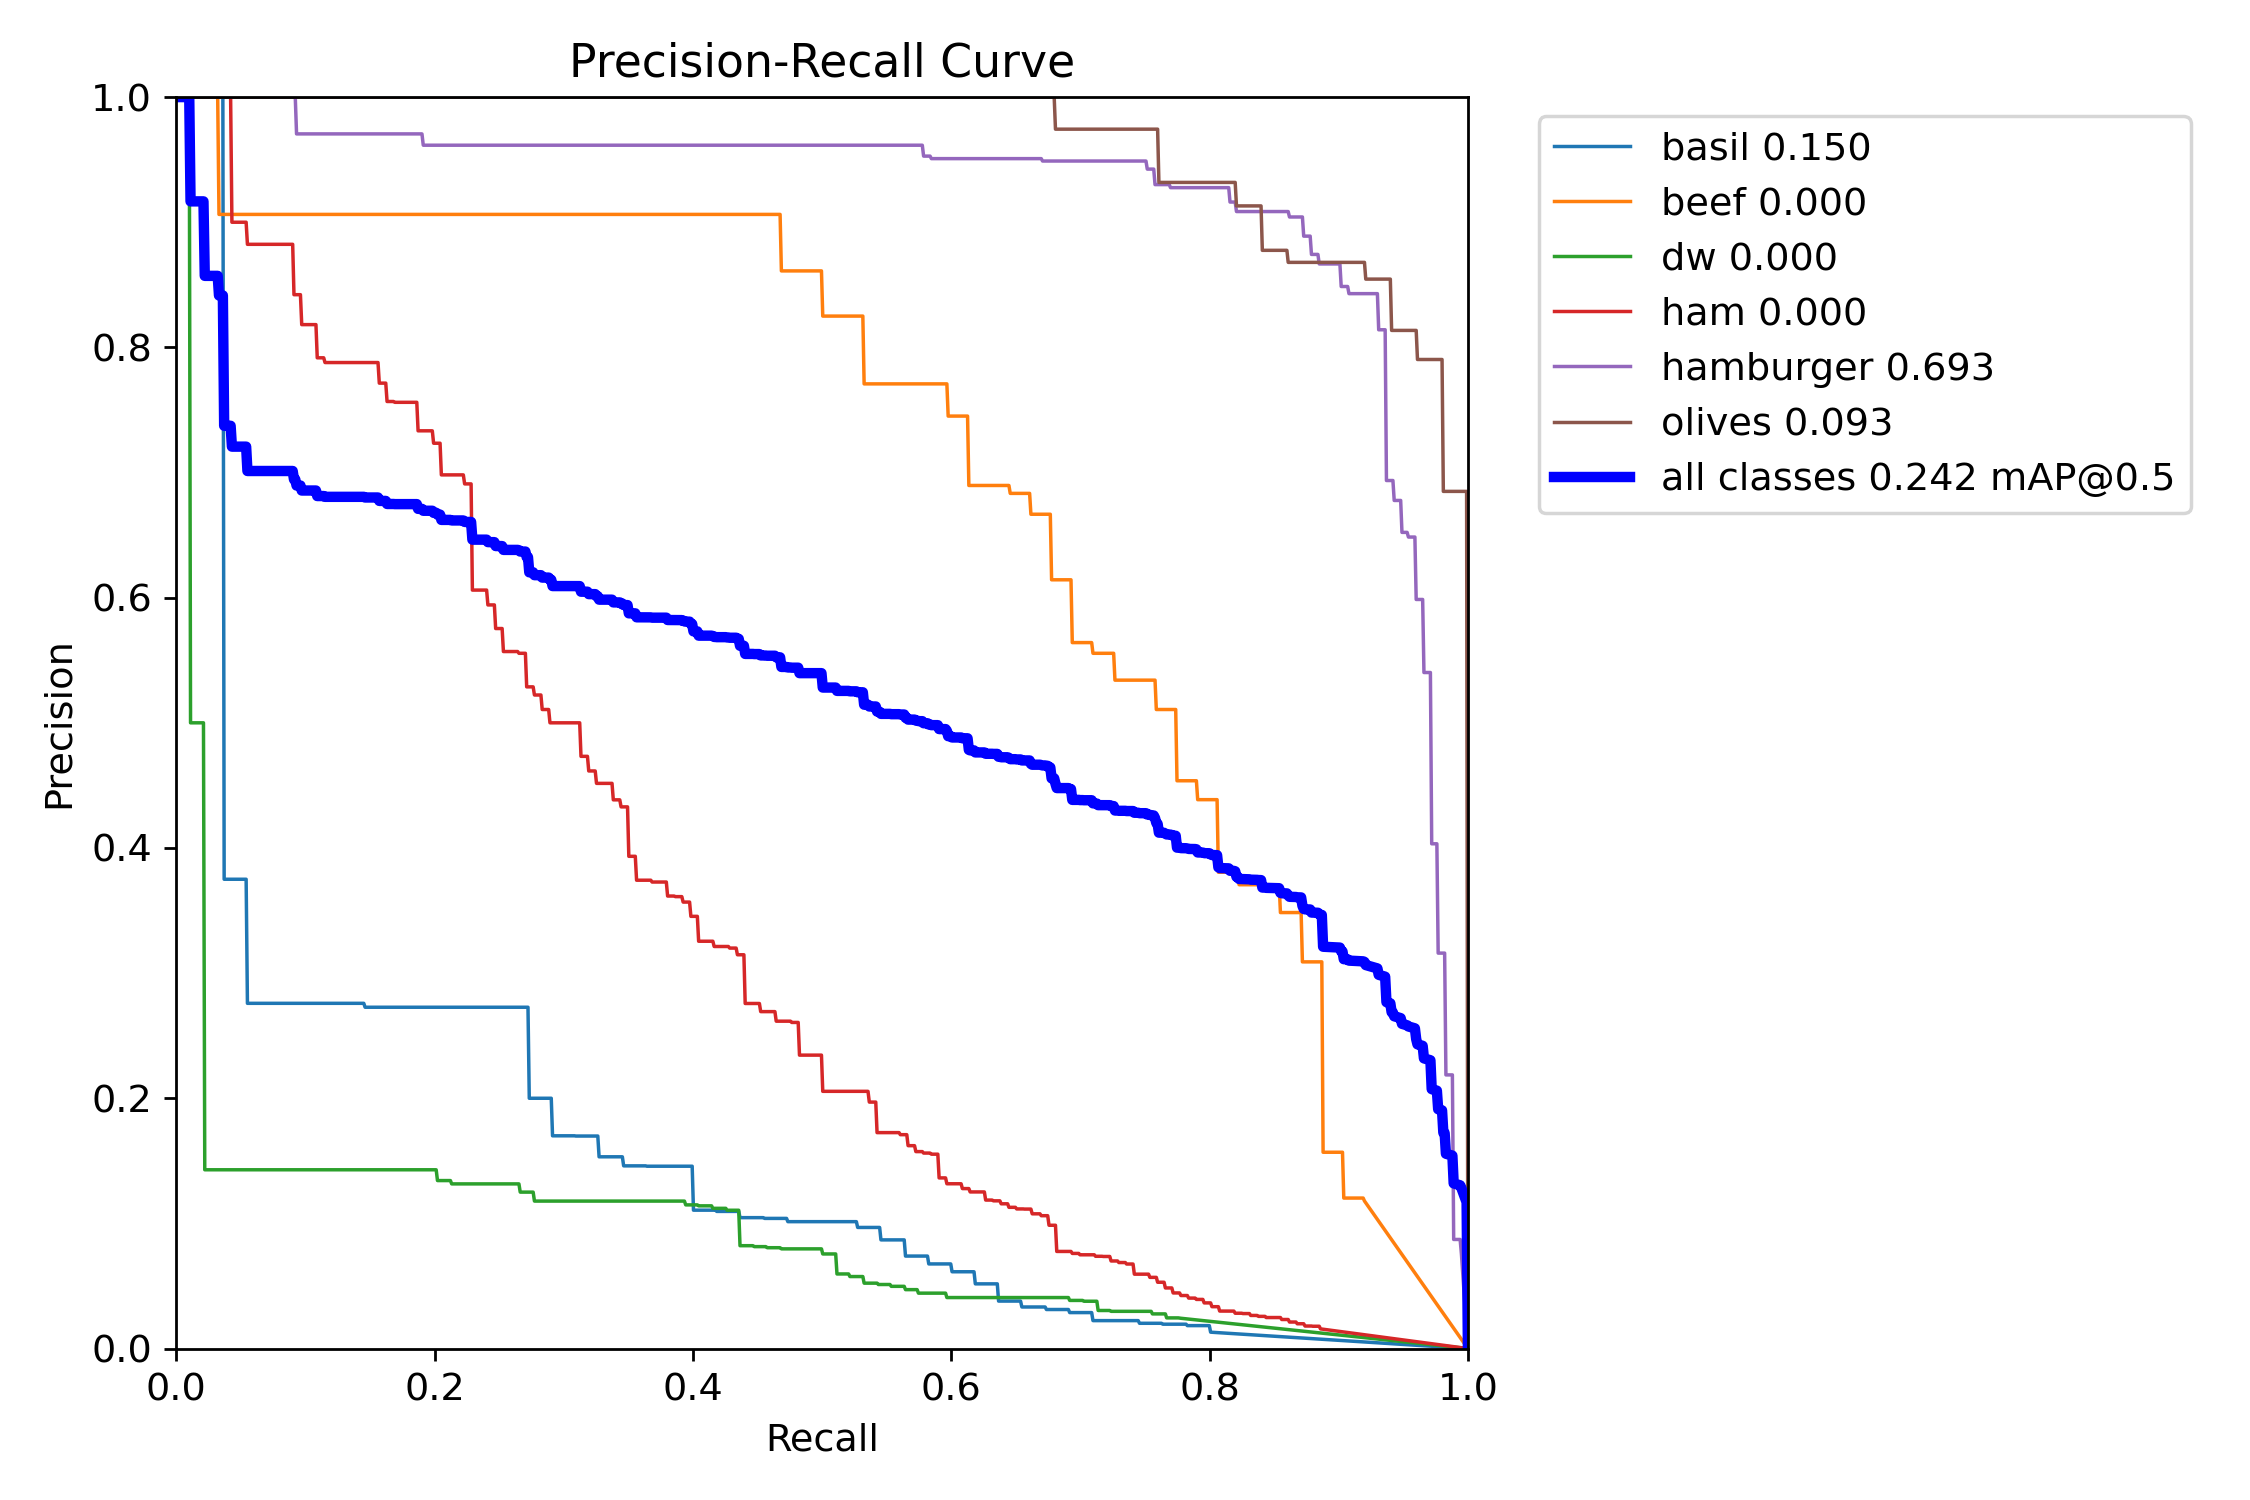 Precision-Recall Curve
1.0
0.8
0.6
0.4
0.2
0.0
Precision
0.0 0.2 0.4 0.6 0.8 1.0
Recall
basil 0.150
beef 0.000
dw 0.000
ham 0.000
hamburger 0.693
olives 0.093
all classes 0.242 mAP@0.5